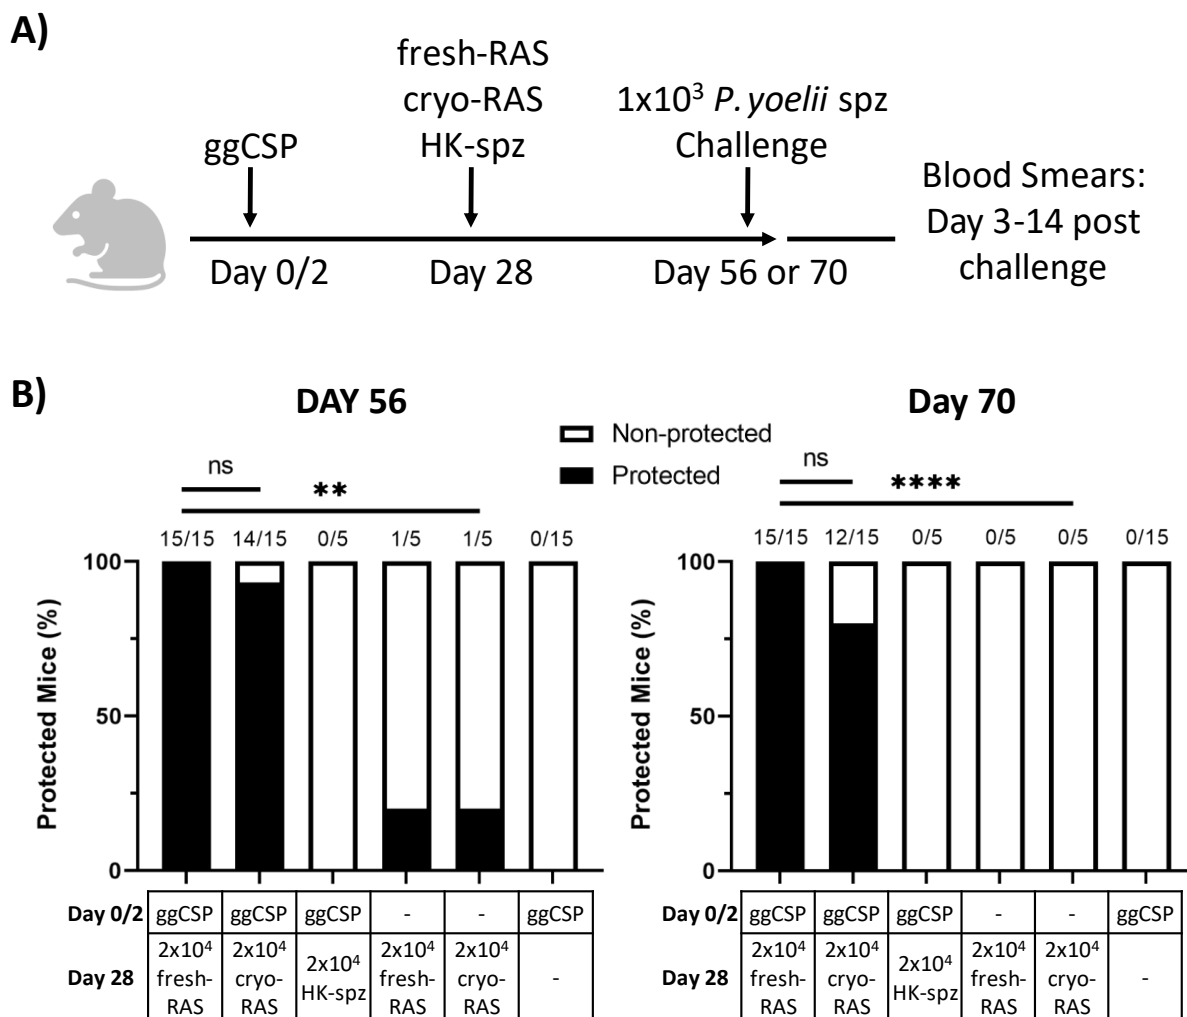 A)
fresh-RAS
cryo-RAS
HK-spz
ggCSP
1x10³ P. yoelii spz
Challenge
Blood Smears:
Day 3-14 post
challenge
Day 0/2
Day 28
Day 56 or 70
B)
DAY 56
Day 70
Non-protected
Protected
ns
**
15/15 14/15 0/5 1/5 1/5 0/15
Protected Mice (%)
100
50
0
Day 0/2 ggCSP ggCSP ggCSP - - ggCSP
Day 28
2x10⁴ fresh-RAS
2x10⁴ cryo-RAS
2x10⁴ HK-spz
2x10⁴ fresh-RAS
2x10⁴ cryo-RAS
-
ns
****
15/15 12/15 0/5 0/5 0/5 0/15
Protected Mice (%)
100
50
0
Day 0/2 ggCSP ggCSP ggCSP - - ggCSP
Day 28
2x10⁴ fresh-RAS
2x10⁴ cryo-RAS
2x10⁴ HK-spz
2x10⁴ fresh-RAS
2x10⁴ cryo-RAS
-